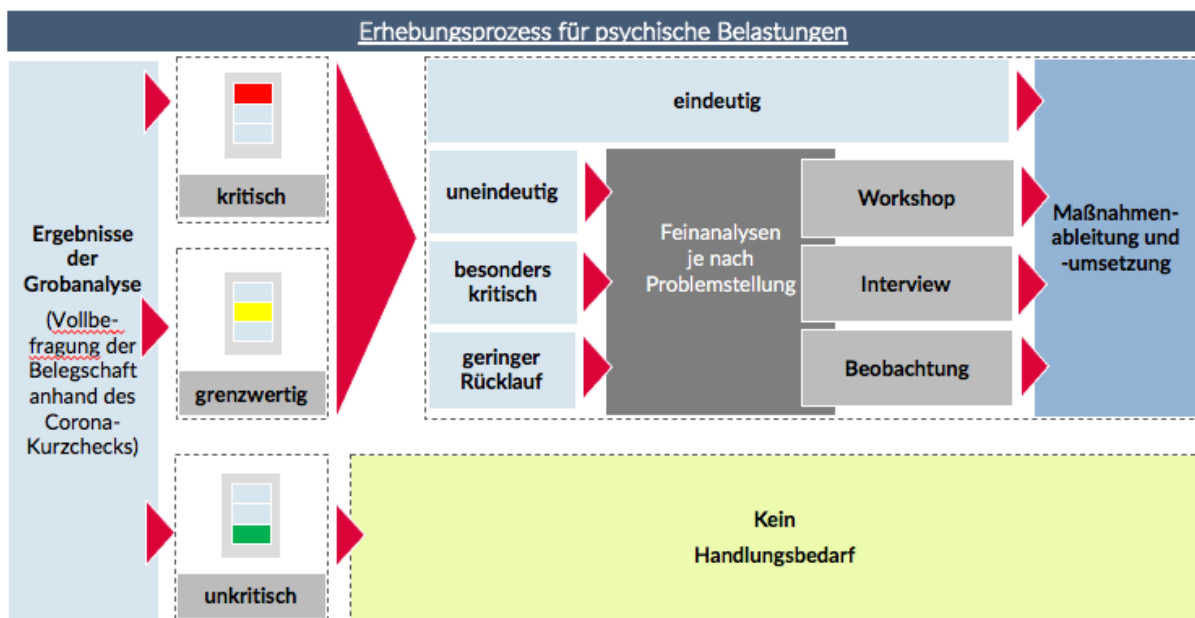 Erhebungsprozess für psychische Belastungen
Ergebnisse
der
Grobanalyse
(Vollbe-
fragung der
Belegschaft
anhand des
Corona-
Kurzchecks)
kritisch
grenzwertig
unkritisch
eindeutig
uneindeutig
besonders
kritisch
geringer
Rücklauf
Feinanalysen
je nach
Problemstellung
Workshop
Interview
Beobachtung
Maßnahmen-
ableitung und
-umsetzung
Kein
Handlungsbedarf